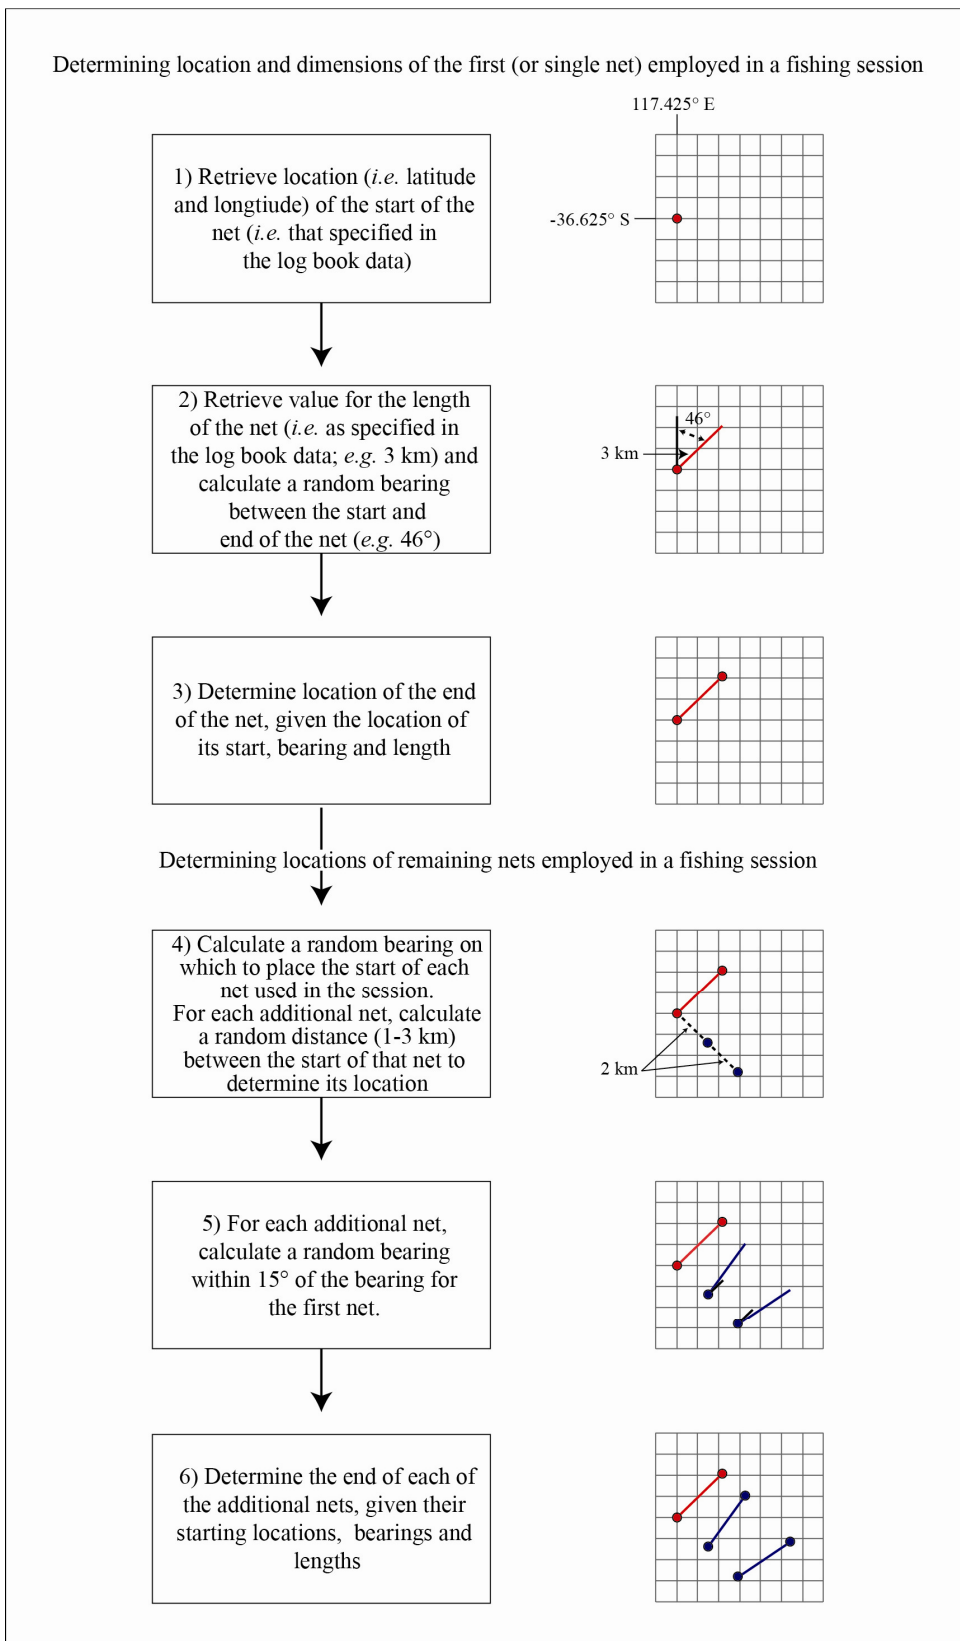 Determining location and dimensions of the first (or single net) employed in a fishing session
117.425° E
1) Retrieve location (i.e. latitude
and longtiude) of the start of the
net (i.e. that specified in
the log book data)
-36.625° S
2) Retrieve value for the length
of the net (i.e. as specified in
the log book data; e.g. 3 km) and
calculate a random bearing
between the start and
end of the net (e.g. 46°)
46°
3 km
3) Determine location of the end
of the net, given the location of
its start, bearing and length
Determining locations of remaining nets employed in a fishing session
4) Calculate a random bearing on
which to place the start of each
net used in the session.
For each additional net, calculate
a random distance (1-3 km)
between the start of that net to
determine its location
2 km
5) For each additional net,
calculate a random bearing
within 15° of the bearing for
the first net.
6) Determine the end of each of
the additional nets, given their
starting locations, bearings and
lengths